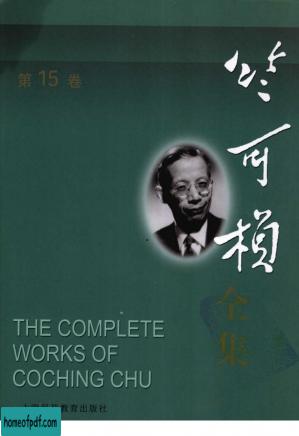 第15卷
竺可桢
全集
THE COMPLETE
WORKS OF
COCHING CHU
上海科技教育出版社
homeofpdf.com